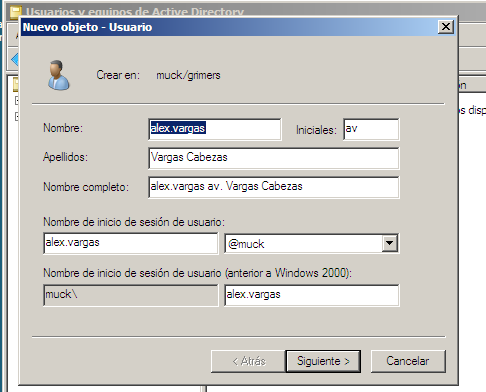 Usuarios y equipos de Active Directory
Nuevo objeto - Usuario
Crear en: muck/grimers
Nombre: alex.vargas Iniciales: av
Apellidos: Vargas Cabezas
Nombre completo: alex.vargas av. Vargas Cabezas
Nombre de inicio de sesión de usuario:
alex.vargas @muck
Nombre de inicio de sesión de usuario (anterior a Windows 2000):
muck\ alex.vargas
< Atrás Siguiente > Cancelar